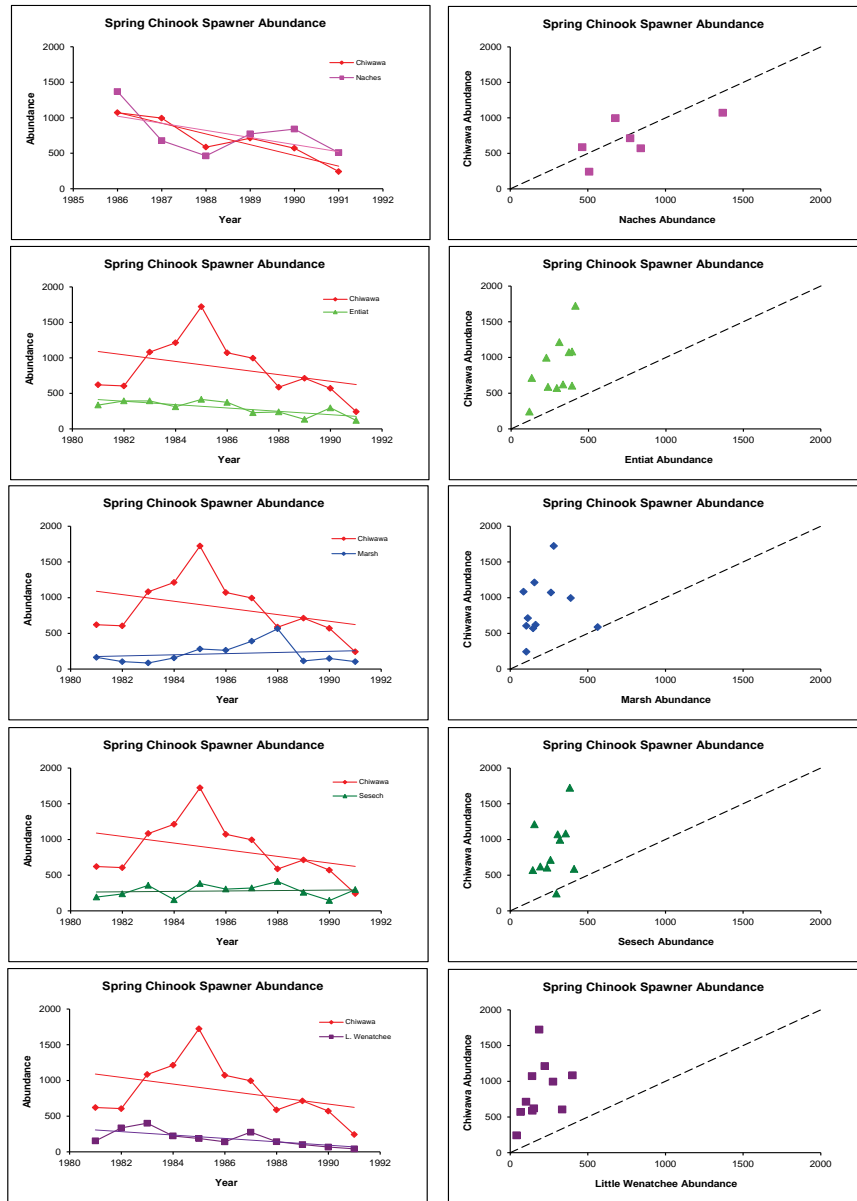 Spring Chinook Spawner Abundance
2000
1500
1000
500
0
Abundance
Chiwawa
Naches
1985 1986 1987 1988 1989 1990 1991 1992
Year
Spring Chinook Spawner Abundance
2000
1500
1000
500
0
Chiwawa Abundance
0 500 1000 1500 2000
Naches Abundance
Spring Chinook Spawner Abundance
2000
1500
1000
500
0
Abundance
Chiwawa
Entiat
1980 1982 1984 1986 1988 1990 1992
Year
Spring Chinook Spawner Abundance
2000
1500
1000
500
0
Chiwawa Abundance
0 500 1000 1500 2000
Entiat Abundance
Spring Chinook Spawner Abundance
2000
1500
1000
500
0
Abundance
Chiwawa
Marsh
1980 1982 1984 1986 1988 1990 1992
Year
Spring Chinook Spawner Abundance
2000
1500
1000
500
0
Chiwawa Abundance
0 500 1000 1500 2000
Marsh Abundance
Spring Chinook Spawner Abundance
2000
1500
1000
500
0
Abundance
Chiwawa
Sesech
1980 1982 1984 1986 1988 1990 1992
Year
Spring Chinook Spawner Abundance
2000
1500
1000
500
0
Chiwawa Abundance
0 500 1000 1500 2000
Sesech Abundance
Spring Chinook Spawner Abundance
2000
1500
1000
500
0
Abundance
Chiwawa
L. Wenatchee
1980 1982 1984 1986 1988 1990 1992
Year
Spring Chinook Spawner Abundance
2000
1500
1000
500
0
Chiwawa Abundance
0 500 1000 1500 2000
Little Wenatchee Abundance